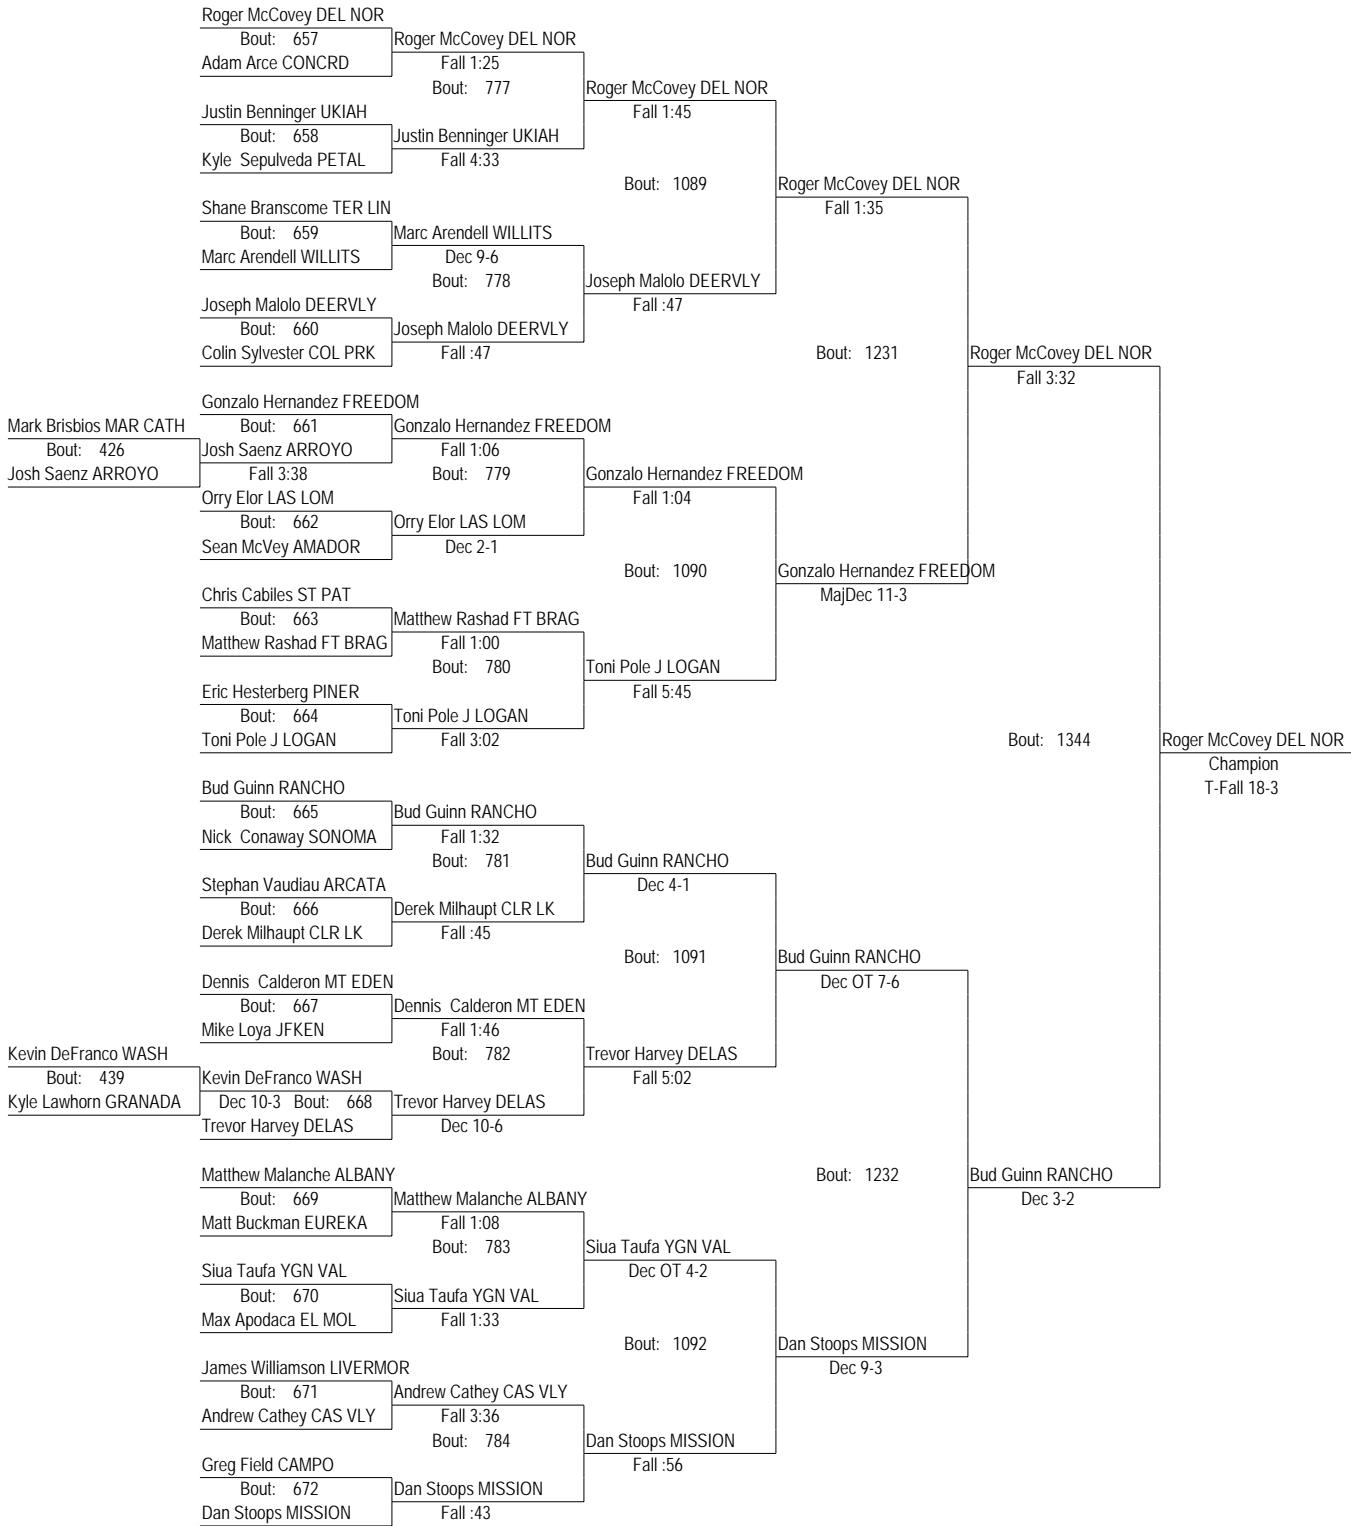 Roger McCovey DEL NOR
Bout: 657 Roger McCovey DEL NOR
Adam Arce CONCRD Fall 1:25
Bout: 777 Roger McCovey DEL NOR
Justin Benninger UKIAH Fall 1:45
Bout: 658 Justin Benninger UKIAH
Kyle Sepulveda PETAL Fall 4:33
Bout: 1089 Roger McCovey DEL NOR
Shane Branscome TER LIN Fall 1:35
Bout: 659 Marc Arendell WILLITS
Marc Arendell WILLITS Dec 9-6
Bout: 778 Joseph Malolo DEERVLY
Joseph Malolo DEERVLY Fall :47
Bout: 660 Joseph Malolo DEERVLY
Colin Sylvester COL PRK Fall :47 Bout: 1231 Roger McCovey DEL NOR
Fall 3:32
Gonzalo Hernandez FREEDOM
Mark Brisbios MAR CATH Bout: 661 Gonzalo Hernandez FREEDOM
Bout: 426 Josh Saenz ARROYO Fall 1:06
Josh Saenz ARROYO Fall 3:38 Bout: 779 Gonzalo Hernandez FREEDOM
Orry Elor LAS LOM Fall 1:04
Bout: 662 Orry Elor LAS LOM
Sean McVey AMADOR Dec 2-1
Bout: 1090 Gonzalo Hernandez FREEDOM
Chris Cabiles ST PAT MajDec 11-3
Bout: 663 Matthew Rashad FT BRAG
Matthew Rashad FT BRAG Fall 1:00
Bout: 780 Toni Pole J LOGAN
Eric Hesterberg PINER Fall 5:45
Bout: 664 Toni Pole J LOGAN
Toni Pole J LOGAN Fall 3:02 Bout: 1344 Roger McCovey DEL NOR
Champion
Bud Guinn RANCHO T-Fall 18-3
Bout: 665 Bud Guinn RANCHO
Nick Conaway SONOMA Fall 1:32
Bout: 781 Bud Guinn RANCHO
Stephan Vaudiau ARCATA Dec 4-1
Bout: 666 Derek Milhaupt CLR LK
Derek Milhaupt CLR LK Fall :45
Bout: 1091 Bud Guinn RANCHO
Dennis Calderon MT EDEN Dec OT 7-6
Bout: 667 Dennis Calderon MT EDEN
Mike Loya JFKEN Fall 1:46
Kevin DeFranco WASH Bout: 782 Trevor Harvey DELAS
Bout: 439 Kevin DeFranco WASH Fall 5:02
Kyle Lawhorn GRANADA Dec 10-3 Bout: 668 Trevor Harvey DELAS
Trevor Harvey DELAS Dec 10-6
Matthew Malanche ALBANY Bout: 1232 Bud Guinn RANCHO
Bout: 669 Matthew Malanche ALBANY Dec 3-2
Matt Buckman EUREKA Fall 1:08
Bout: 783 Siua Taufa YGN VAL
Siua Taufa YGN VAL Dec OT 4-2
Bout: 670 Siua Taufa YGN VAL
Max Apodaca EL MOL Fall 1:33
Bout: 1092 Dan Stoops MISSION
James Williamson LIVERMOR Dec 9-3
Bout: 671 Andrew Cathey CAS VLY
Andrew Cathey CAS VLY Fall 3:36
Bout: 784 Dan Stoops MISSION
Greg Field CAMPO Fall :56
Bout: 672 Dan Stoops MISSION
Dan Stoops MISSION Fall :43